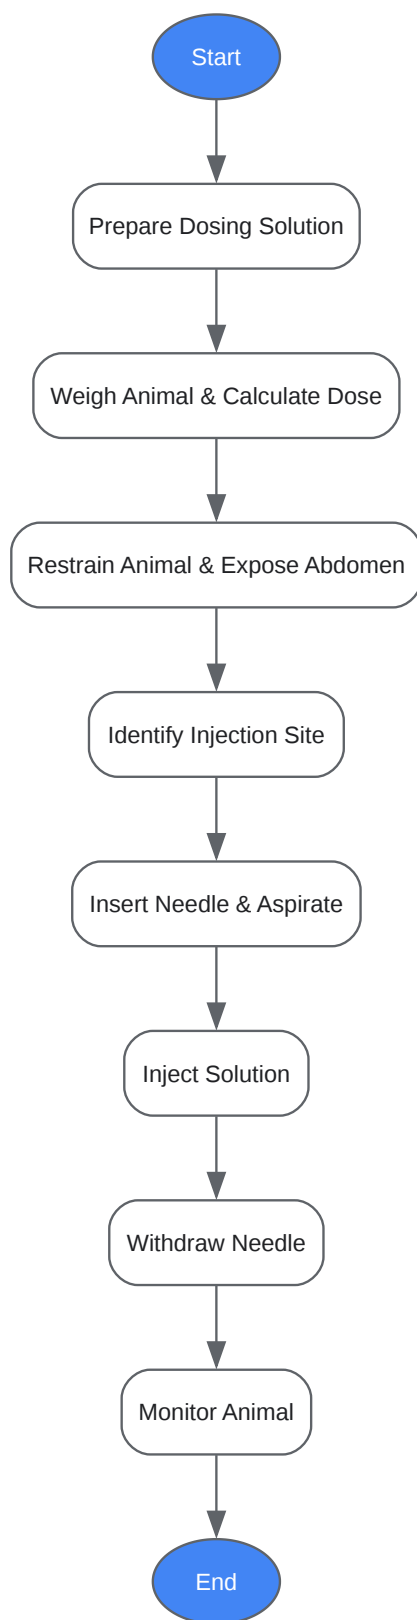 Start
Prepare Dosing Solution
Weigh Animal & Calculate Dose
Restrain Animal & Expose Abdomen
Identify Injection Site
Insert Needle & Aspirate
Inject Solution
Withdraw Needle
Monitor Animal
End